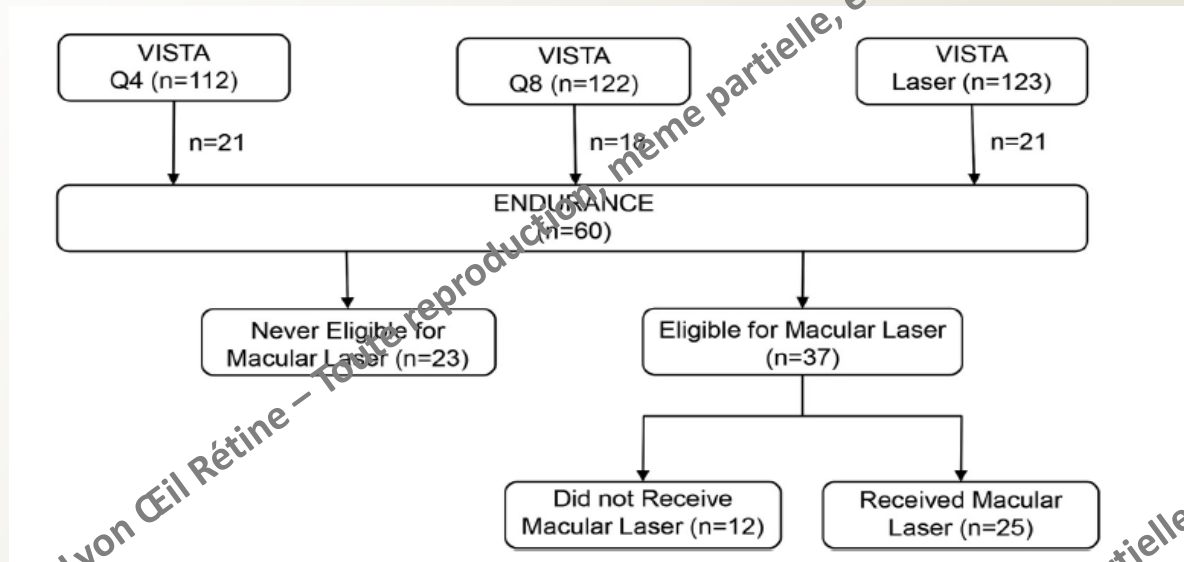 VISTA
Q4 (n=112)
VISTA
Q8 (n=122)
VISTA
Laser (n=123)
n=21
n=18
n=21
ENDURANCE
(n=60)
Never Eligible for
Macular Laser (n=23)
Eligible for Macular Laser
(n=37)
Did not Receive
Macular Laser (n=12)
Received Macular
Laser (n=25)
Lyon Œil Rétine – Toute reproduction, même partielle,
partielle